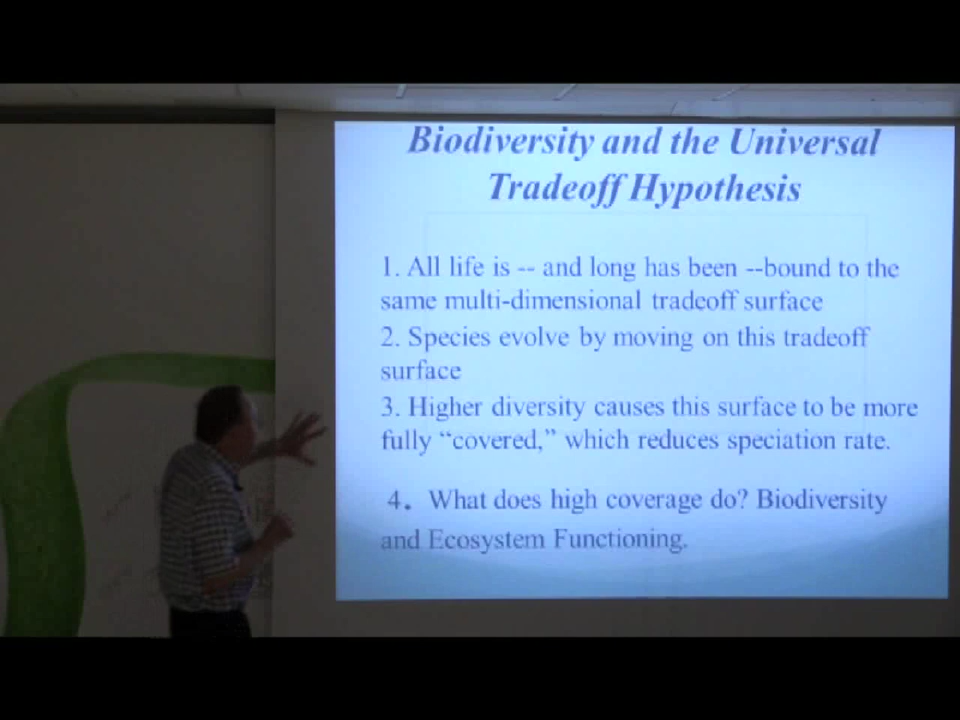 Biodiversity and the Universal
Tradeoff Hypothesis
1. All life is -- and long has been --bound to the
same multi-dimensional tradeoff surface
2. Species evolve by moving on this tradeoff
surface
3. Higher diversity causes this surface to be more
fully “covered,” which reduces speciation rate.
4. What does high coverage do? Biodiversity
and Ecosystem Functioning.